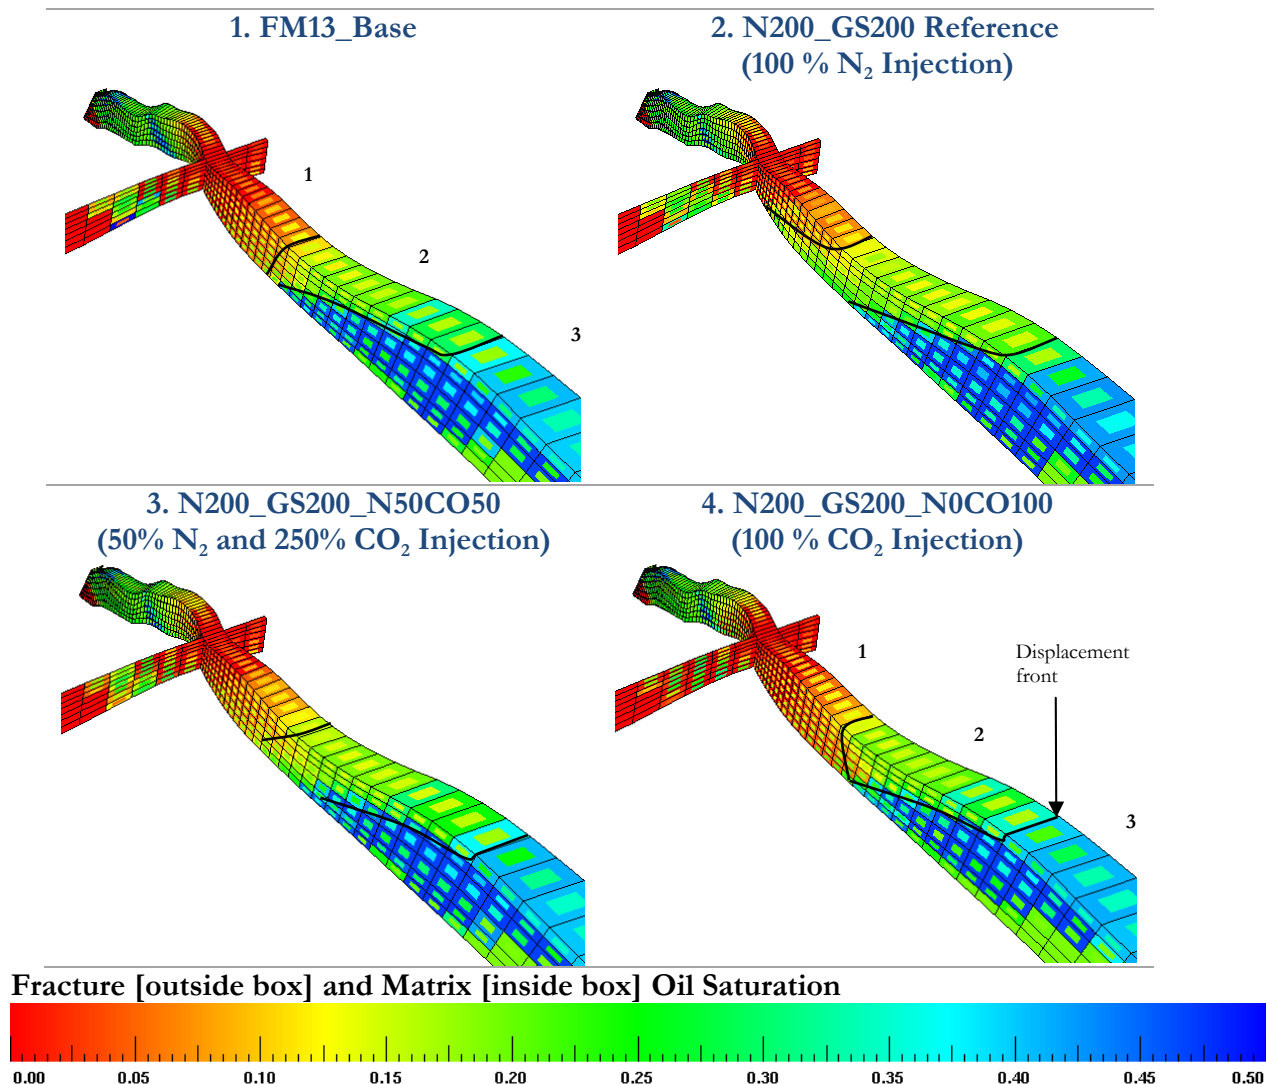 1. FM13_Base
2. N200_GS200 Reference
(100 % N₂ Injection)
1
2
3
3. N200_GS200_N50CO50
(50% N₂ and 250% CO₂ Injection)
4. N200_GS200_N0CO100
(100 % CO₂ Injection)
1
Displacement
front
2
3
Fracture [outside box] and Matrix [inside box] Oil Saturation
0.00 0.05 0.10 0.15 0.20 0.25 0.30 0.35 0.40 0.45 0.50